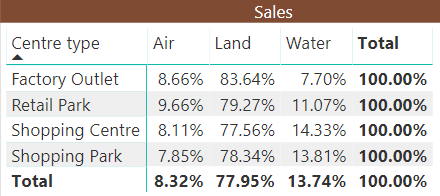 Sales
Centre type Air Land Water Total
Factory Outlet 8.66% 83.64% 7.70% 100.00%
Retail Park 9.66% 79.27% 11.07% 100.00%
Shopping Centre 8.11% 77.56% 14.33% 100.00%
Shopping Park 7.85% 78.34% 13.81% 100.00%
Total 8.32% 77.95% 13.74% 100.00%